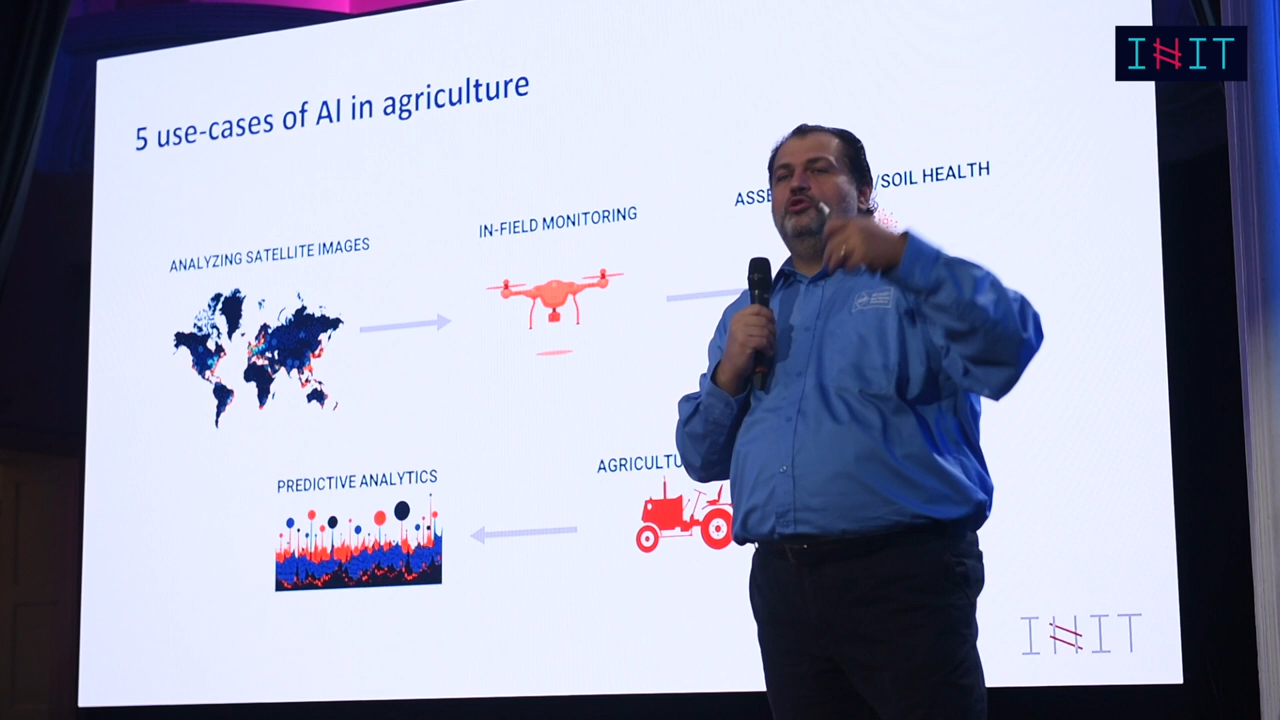 INIT
5 use-cases of AI in agriculture
ANALYZING SATELLITE IMAGES
IN-FIELD MONITORING
/SOIL HEALTH
PREDICTIVE ANALYTICS
INIT